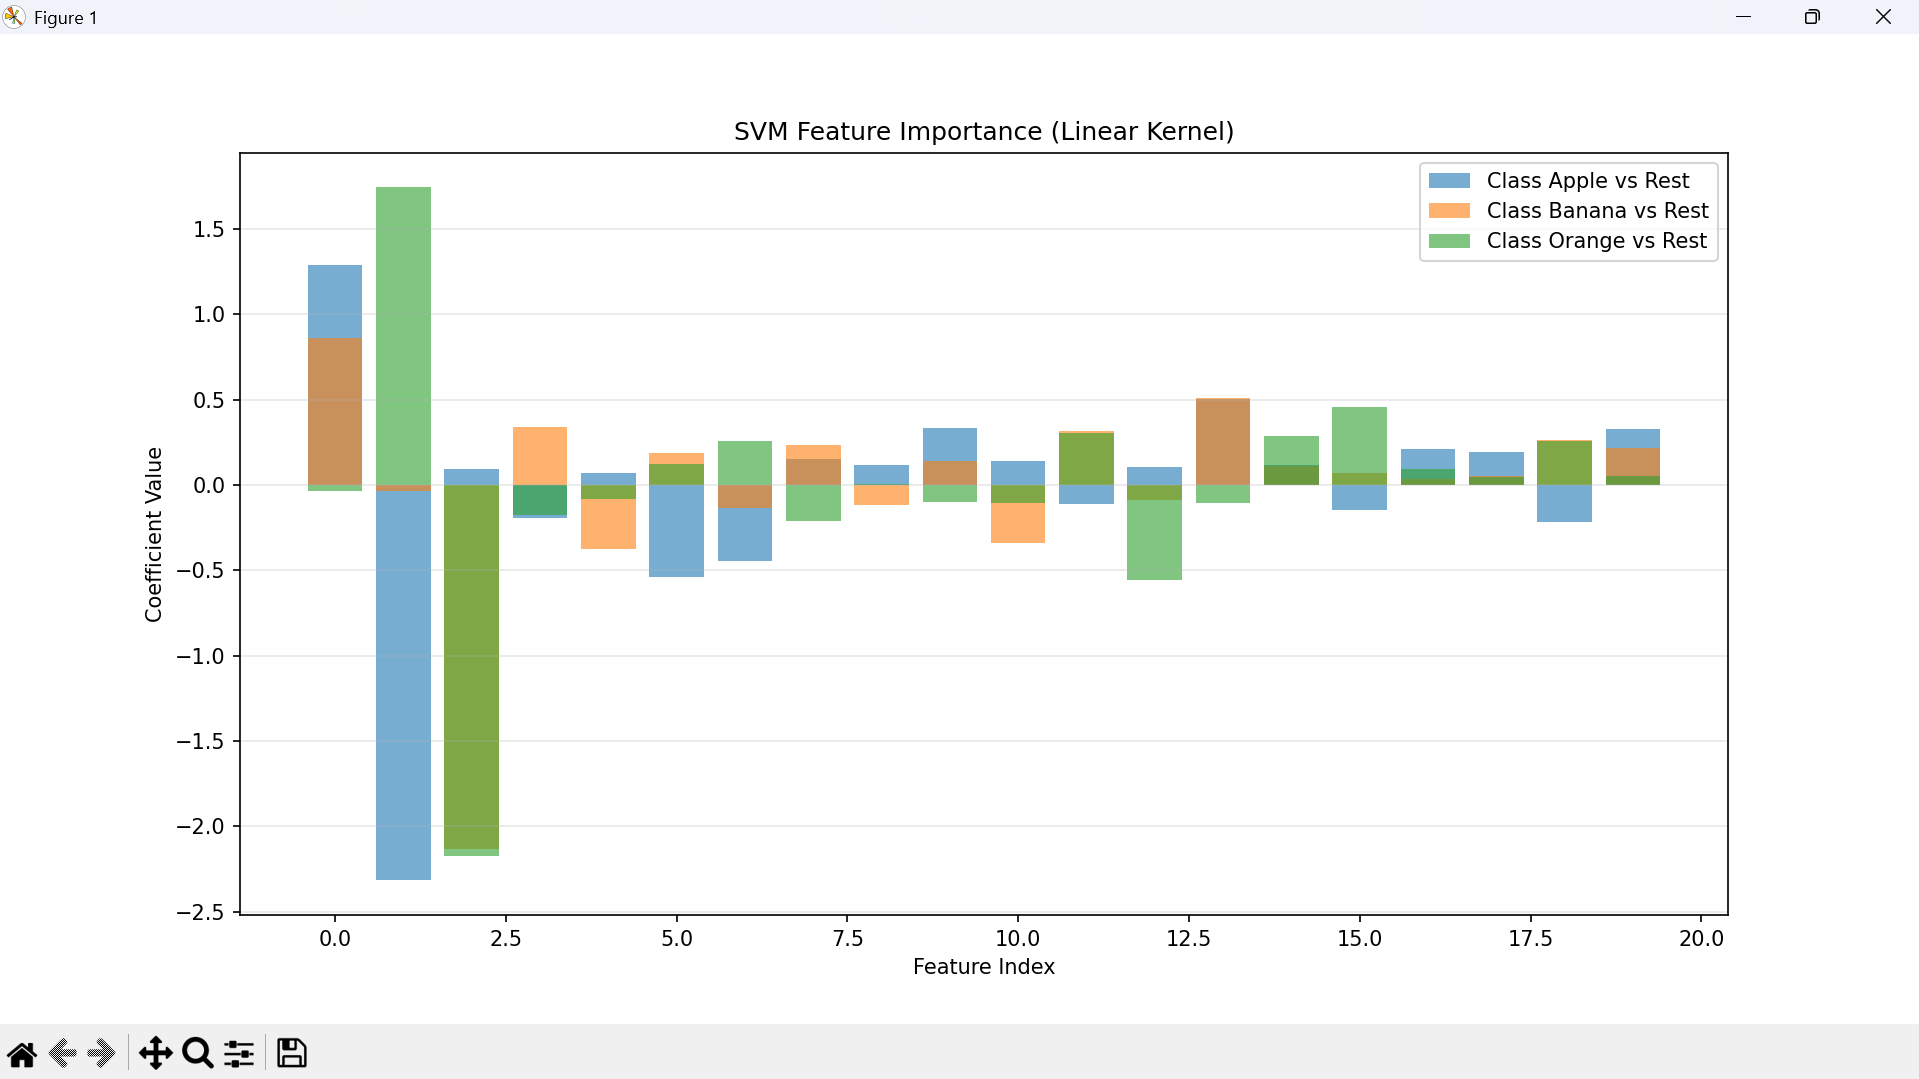 Figure 1
SVM Feature Importance (Linear Kernel)
Class Apple vs Rest
Class Banana vs Rest
Class Orange vs Rest
Coefficient Value
1.5
1.0
0.5
0.0
−0.5
−1.0
−1.5
−2.0
−2.5
0.0 2.5 5.0 7.5 10.0 12.5 15.0 17.5 20.0
Feature Index